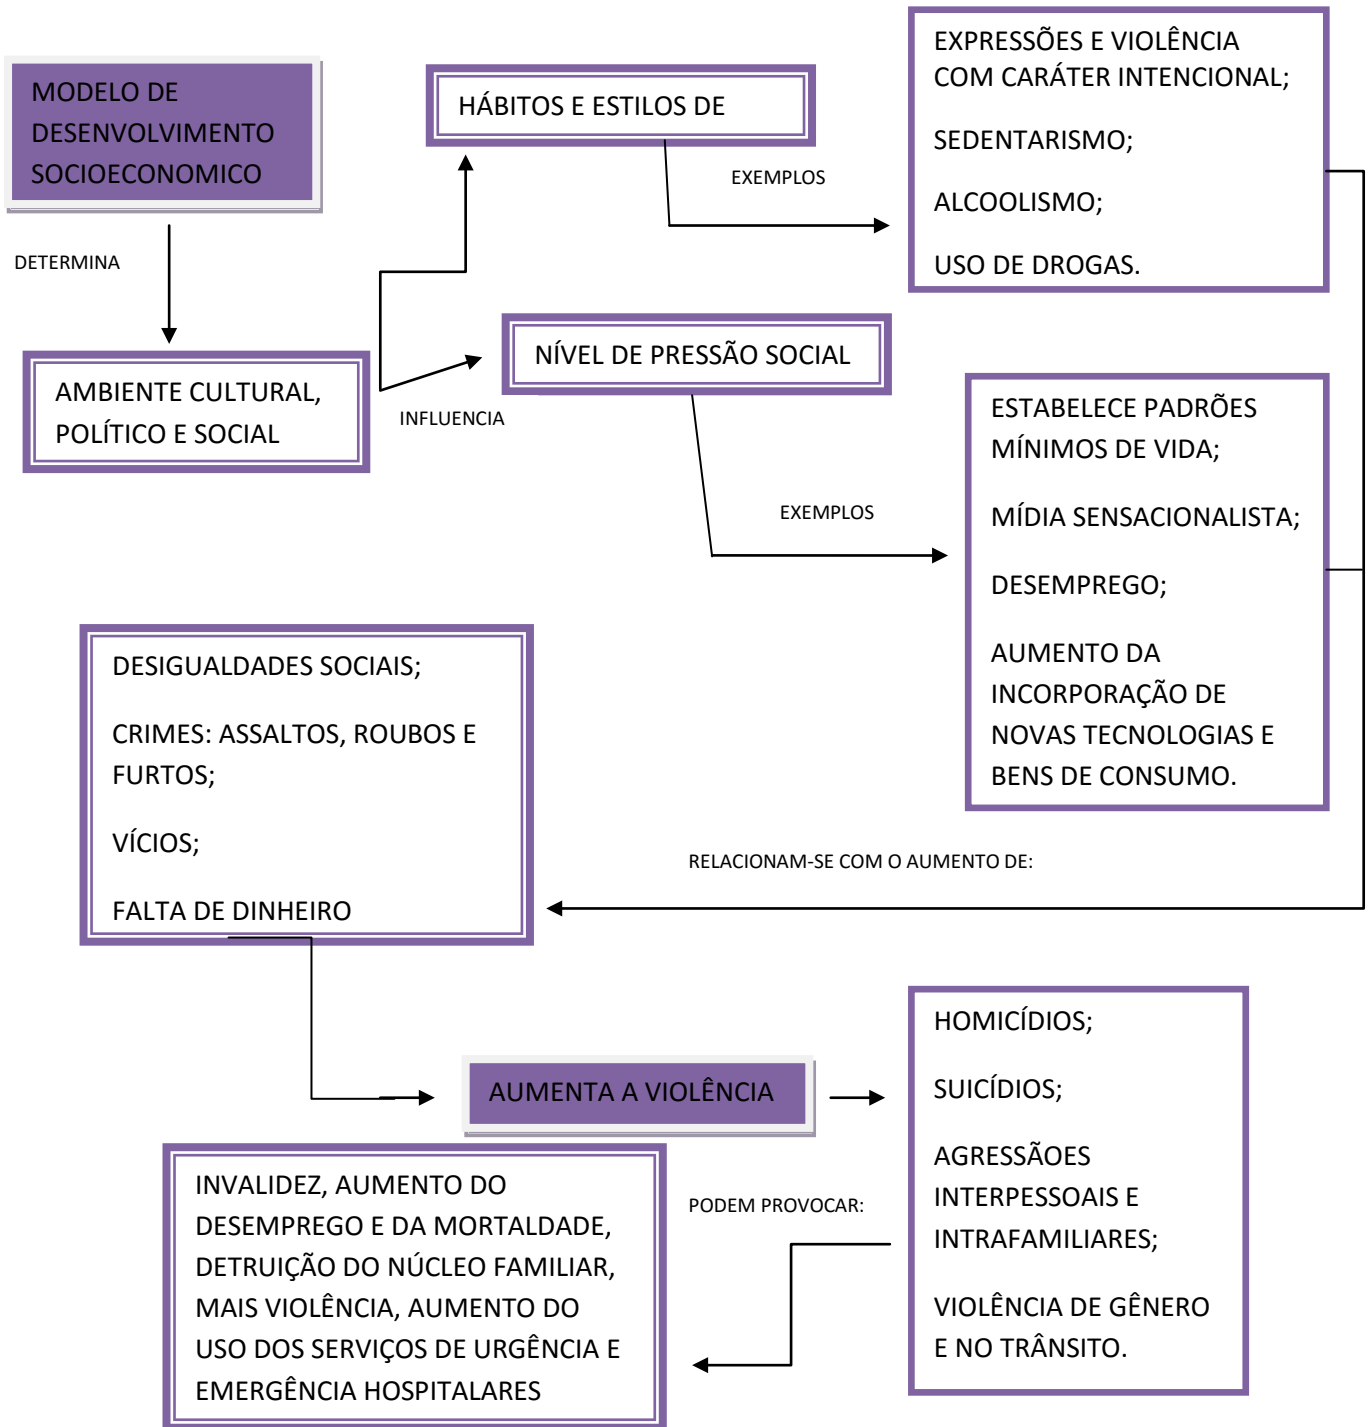 MODELO DE
DESENVOLVIMENTO
SOCIOECONOMICO
DETERMINA
AMBIENTE CULTURAL,
POLÍTICO E SOCIAL
INFLUENCIA
HÁBITOS E ESTILOS DE
EXEMPLOS
EXPRESSÕES E VIOLÊNCIA
COM CARÁTER INTENCIONAL;
SEDENTARISMO;
ALCOOLISMO;
USO DE DROGAS.
NÍVEL DE PRESSÃO SOCIAL
EXEMPLOS
ESTABELECE PADRÕES
MÍNIMOS DE VIDA;
MÍDIA SENSACIONALISTA;
DESEMPREGO;
AUMENTO DA
INCORPORAÇÃO DE
NOVAS TECNOLOGIAS E
BENS DE CONSUMO.
RELACIONAM-SE COM O AUMENTO DE:
DESIGUALDADES SOCIAIS;
CRIMES: ASSALTOS, ROUBOS E
FURTOS;
VÍCIOS;
FALTA DE DINHEIRO
AUMENTA A VIOLÊNCIA
HOMICÍDIOS;
SUICÍDIOS;
AGRESSÃOES
INTERPESSOAIS E
INTRAFAMILIARES;
VIOLÊNCIA DE GÊNERO
E NO TRÂNSITO.
PODEM PROVOCAR:
INVALIDEZ, AUMENTO DO
DESEMPREGO E DA MORTALDADE,
DETRUIÇÃO DO NÚCLEO FAMILIAR,
MAIS VIOLÊNCIA, AUMENTO DO
USO DOS SERVIÇOS DE URGÊNCIA E
EMERGÊNCIA HOSPITALARES